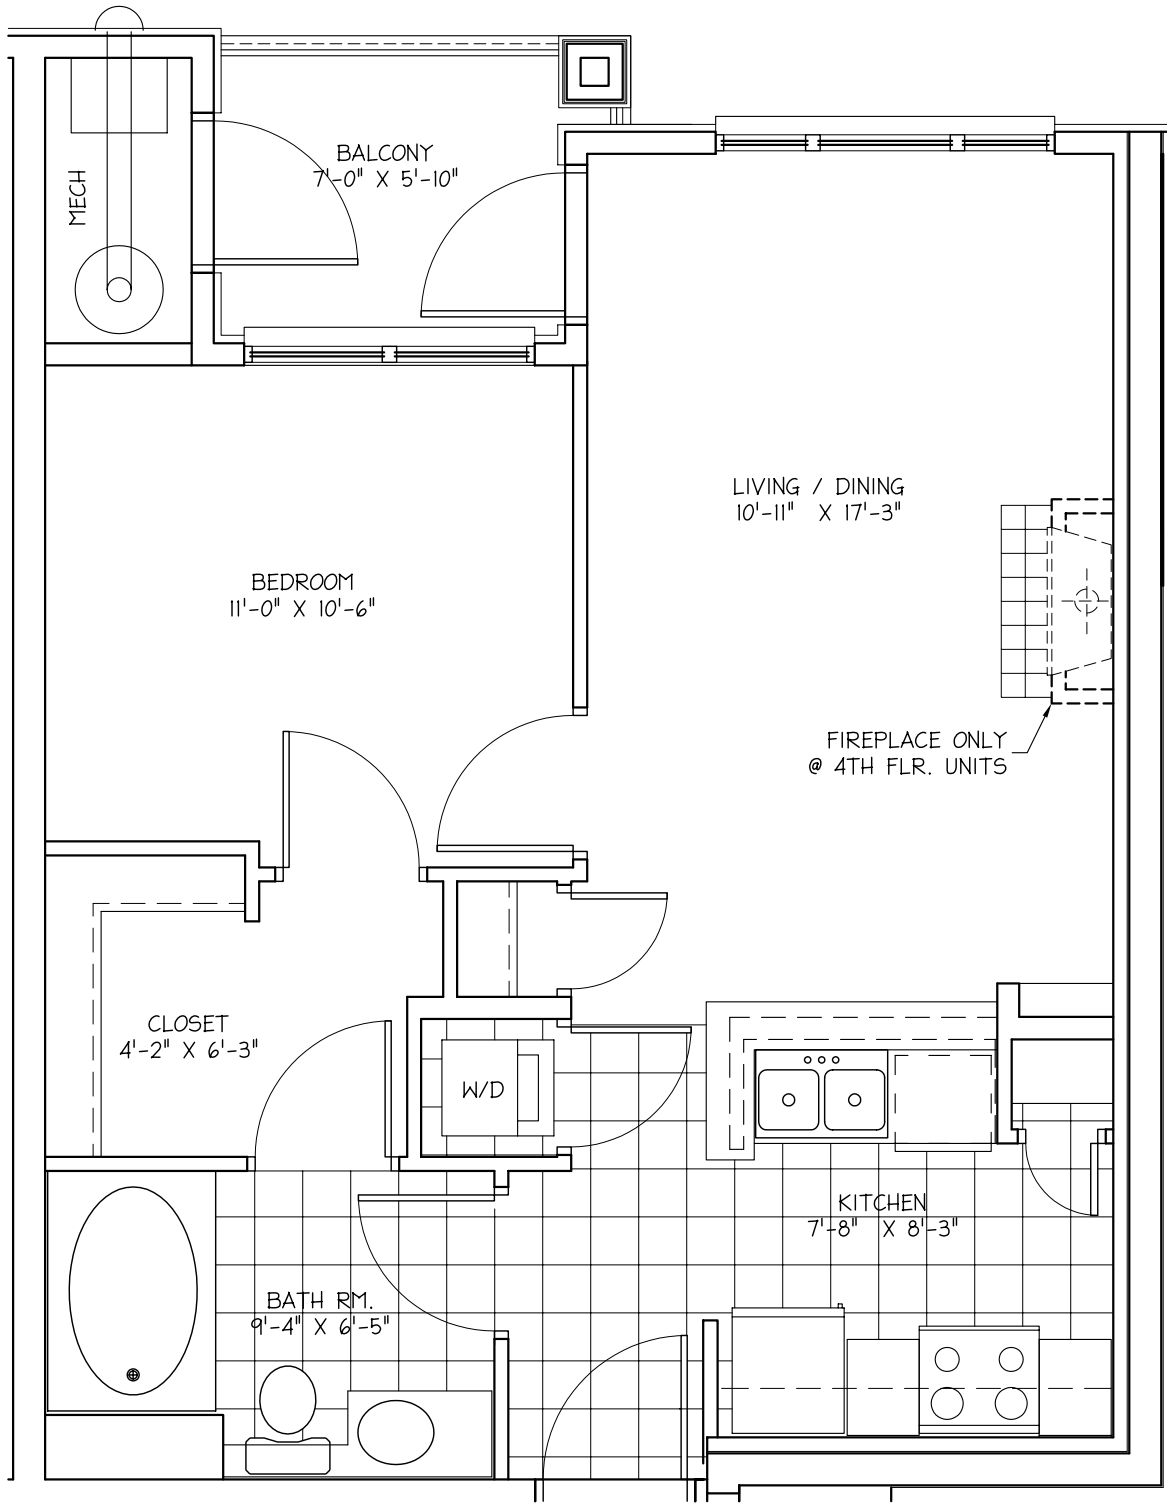 BALCONY
7'-0" X 5'-10"
MECH
LIVING / DINING
10'-11" X 17'-3"
BEDROOM
11'-0" X 10'-6"
FIREPLACE ONLY
@ 4TH FLR. UNITS
CLOSET
4'-2" X 6'-3"
W/D
KITCHEN
7'-8" X 8'-3"
BATH RM.
9'-4" X 6'-5"